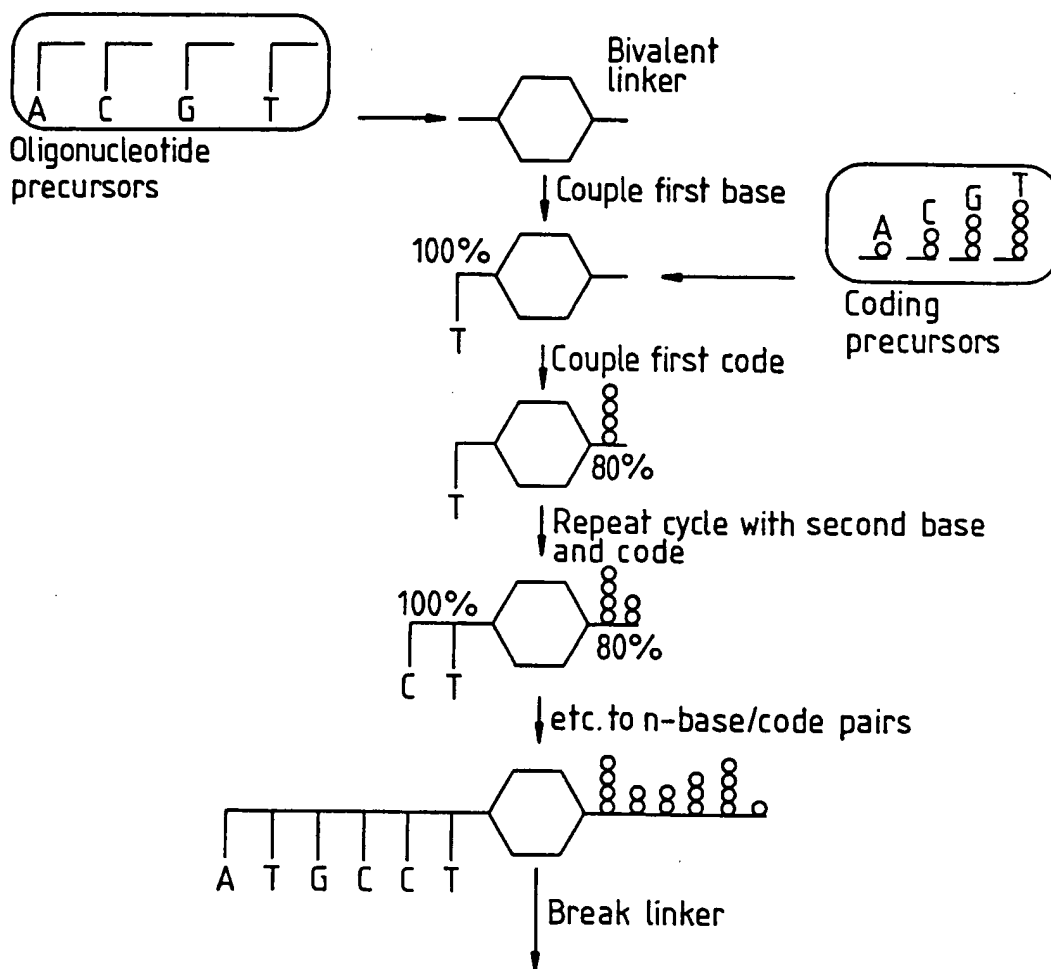 A C G T
Oligonucleotide
precursors
Bivalent
linker
Couple first base
A C G T
Coding
precursors
100%
T
Couple first code
80%
T
Repeat cycle with second base
and code
100%
80%
C T
etc. to n-base/code pairs
A T G C C T
Break linker